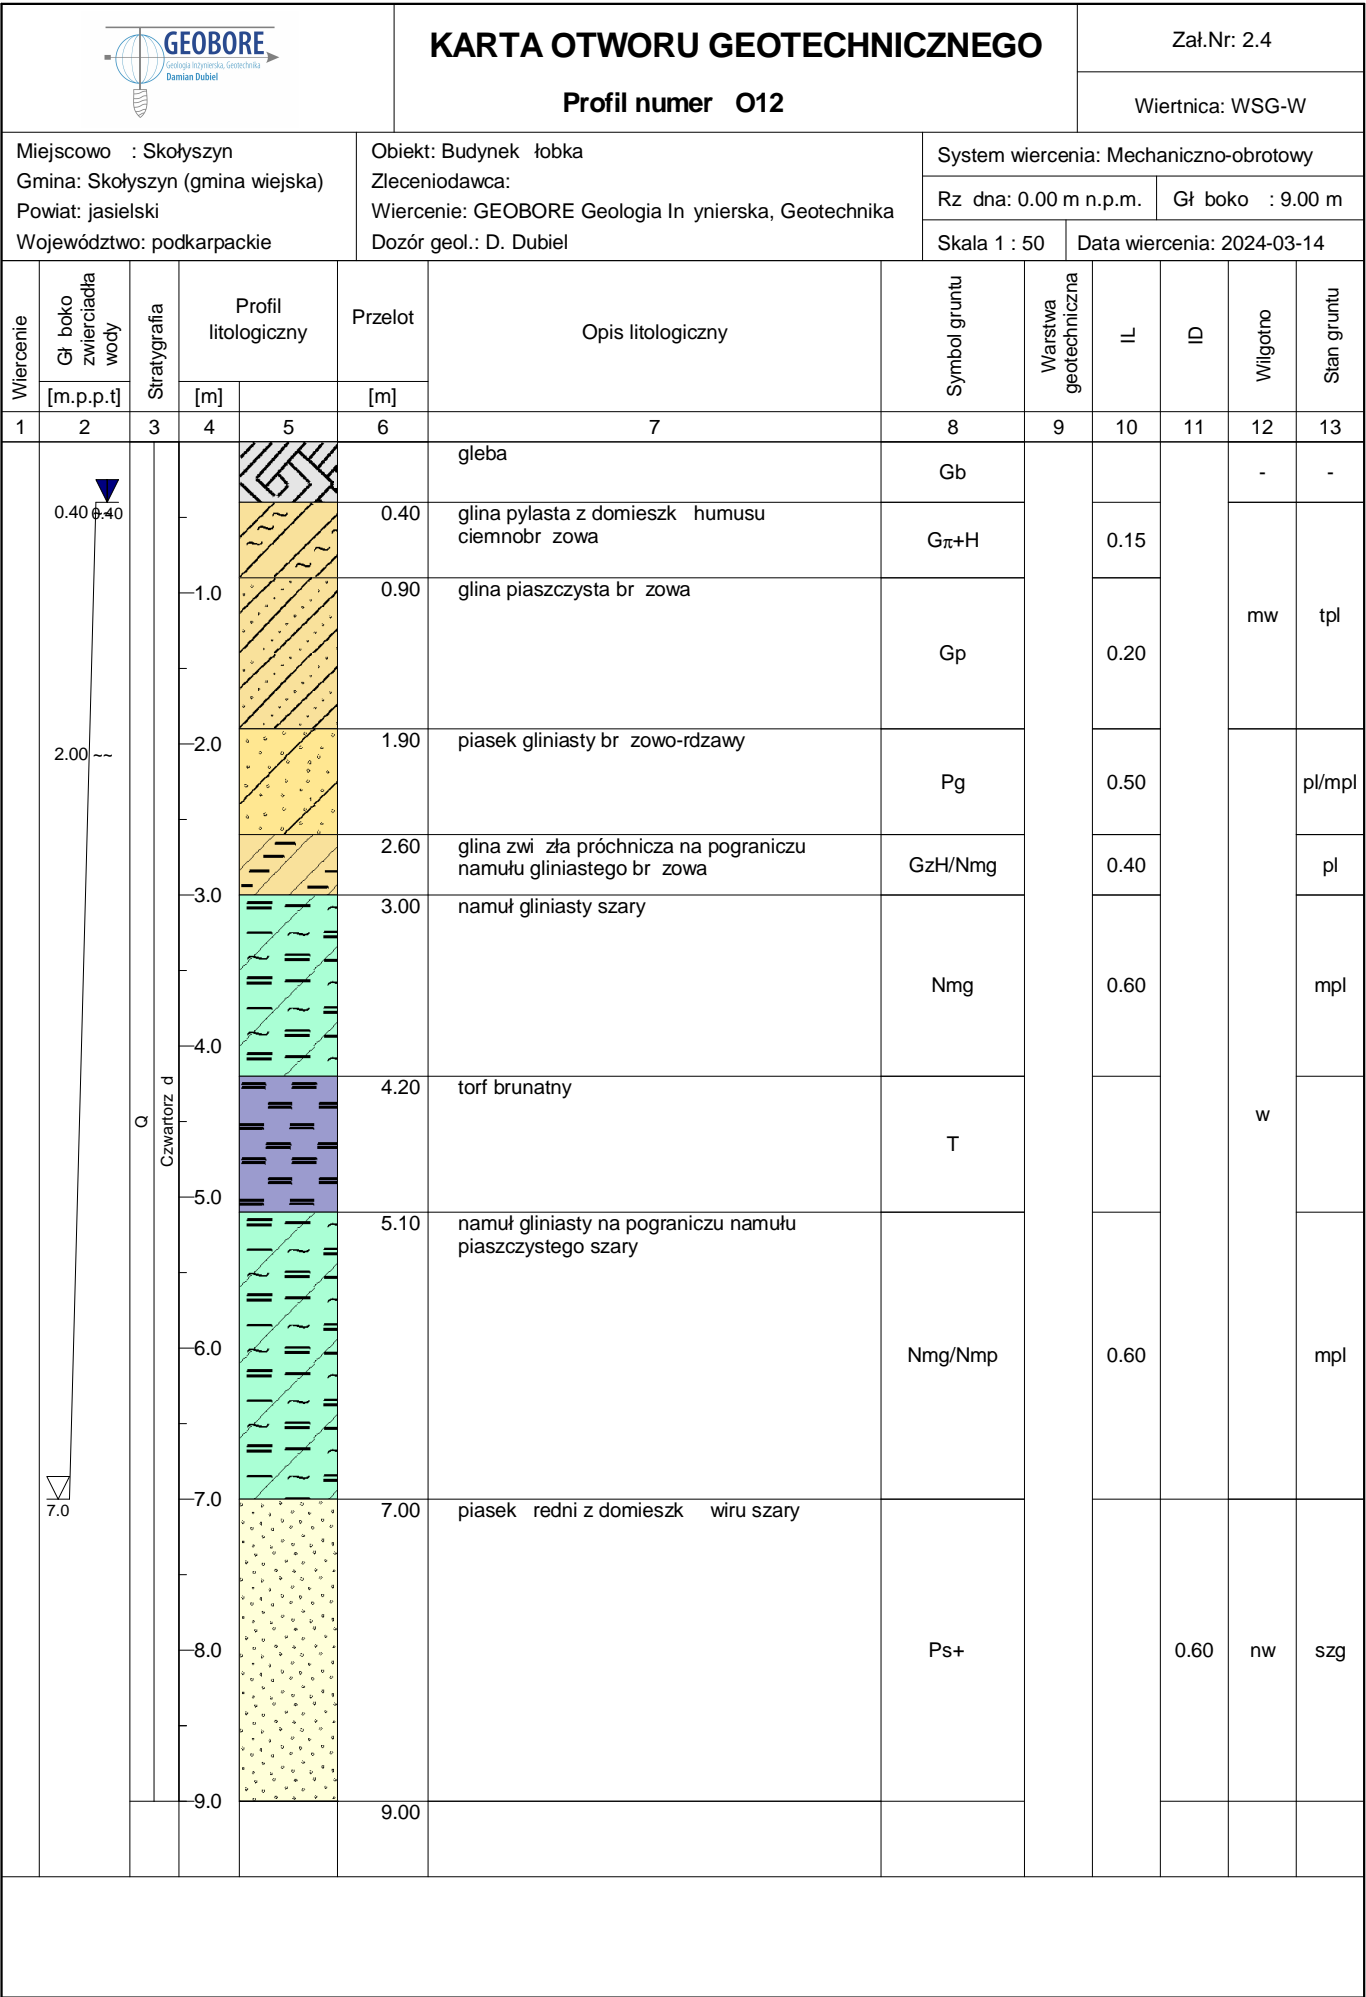 GEOBORE
Geologia Inżynierska, Geotechnika
Damian Dubiel
KARTA OTWORU GEOTECHNICZNEGO
Profil numer O12
Zał.Nr: 2.4
Wiertnica: WSG-W
Miejscowo : Skołyszyn
Gmina: Skołyszyn (gmina wiejska)
Powiat: jasielski
Województwo: podkarpackie
Obiekt: Budynek łobka
Zleceniodawca:
Wiercenie: GEOBORE Geologia In ynierska, Geotechnika
Dozór geol.: D. Dubiel
System wiercenia: Mechaniczno-obrotowy
Rz dna: 0.00 m n.p.m.
Gł boko : 9.00 m
Skala 1 : 50
Data wiercenia: 2024-03-14
Wiercenie
Gł boko
zwierciadła
wody
[m.p.p.t]
Stratygrafia
Profil
litologiczny
[m]
Przelot
[m]
Opis litologiczny
Symbol gruntu
Warstwa
geotechniczna
IL
ID
Wilgotno
Stan gruntu
1 2 3 4 5 6 7 8 9 10 11 12 13
gleba
Gb
- -
0.40 ~~
0.40
0.40
glina pylasta z domieszk humusu
ciemnobr zowa
Gπ+H
0.15
1.0
0.90
glina piaszczysta br zowa
Gp
0.20
mw
tpl
2.0
2.00 ~~
1.90
piasek gliniasty br zowo-rdzawy
Pg
0.50
pl/mpl
2.60
glina zwi zła próchnicza na pograniczu
namułu gliniastego br zowa
GzH/Nmg
0.40
pl
3.0
3.00
namuł gliniasty szary
Nmg
0.60
mpl
4.0
4.20
torf brunatny
T
w
Q
Czwartorz d
5.0
5.10
namuł gliniasty na pograniczu namułu
piaszczystego szary
6.0
Nmg/Nmp
0.60
mpl
7.0
7.0
7.00
piasek redni z domieszk wiru szary
8.0
Ps+
0.60
nw
szg
9.0
9.00